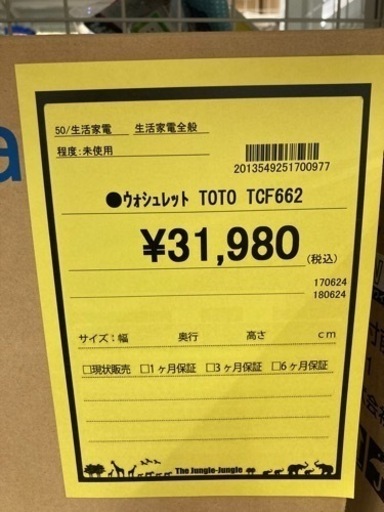 50/生活家電 生活家電全般
程度:未使用
2013549251700977
●ウォシュレット TOTO TCF662
¥31,980(税込)
170624
180624
サイズ:幅 奥行 高さ cm
□現状販売 □1ヶ月保証 □3ヶ月保証 □6ヶ月保証
The Jungle-Jungle